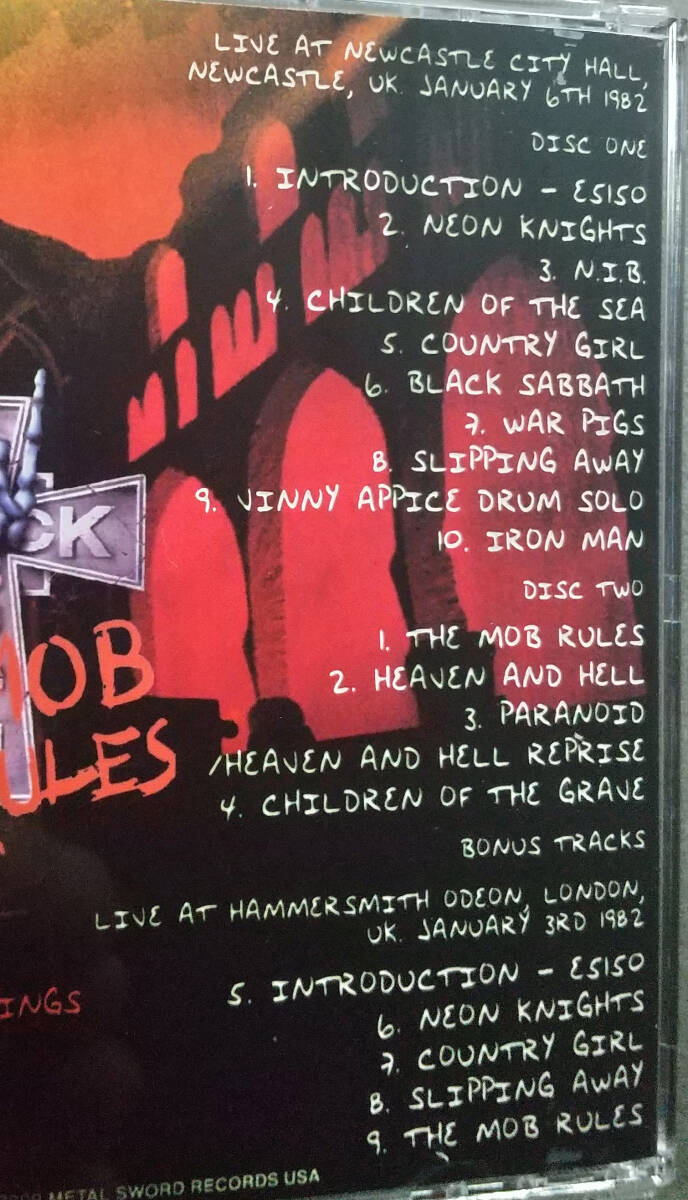 LIVE AT NEWCASTLE CITY HALL,
NEWCASTLE, UK. JANUARY 6TH 1982
DISC ONE
1. INTRODUCTION - E5150
2. NEON KNIGHTS
3. N.I.B.
4. CHILDREN OF THE SEA
5. COUNTRY GIRL
6. BLACK SABBATH
7. WAR PIGS
8. SLIPPING AWAY
9. VINNY APPICE DRUM SOLO
10. IRON MAN
CK
DISC TWO
1. THE MOB RULES
2. HEAVEN AND HELL
3. PARANOID
/HEAVEN AND HELL REPRISE
4. CHILDREN OF THE GRAVE
MOB
ULES
BONUS TRACKS
LIVE AT HAMMERSMITH ODEON, LONDON,
UK. JANUARY 3RD 1982
5. INTRODUCTION - E5150
6. NEON KNIGHTS
7. COUNTRY GIRL
8. SLIPPING AWAY
9. THE MOB RULES
INGS
METAL SWORD RECORDS USA